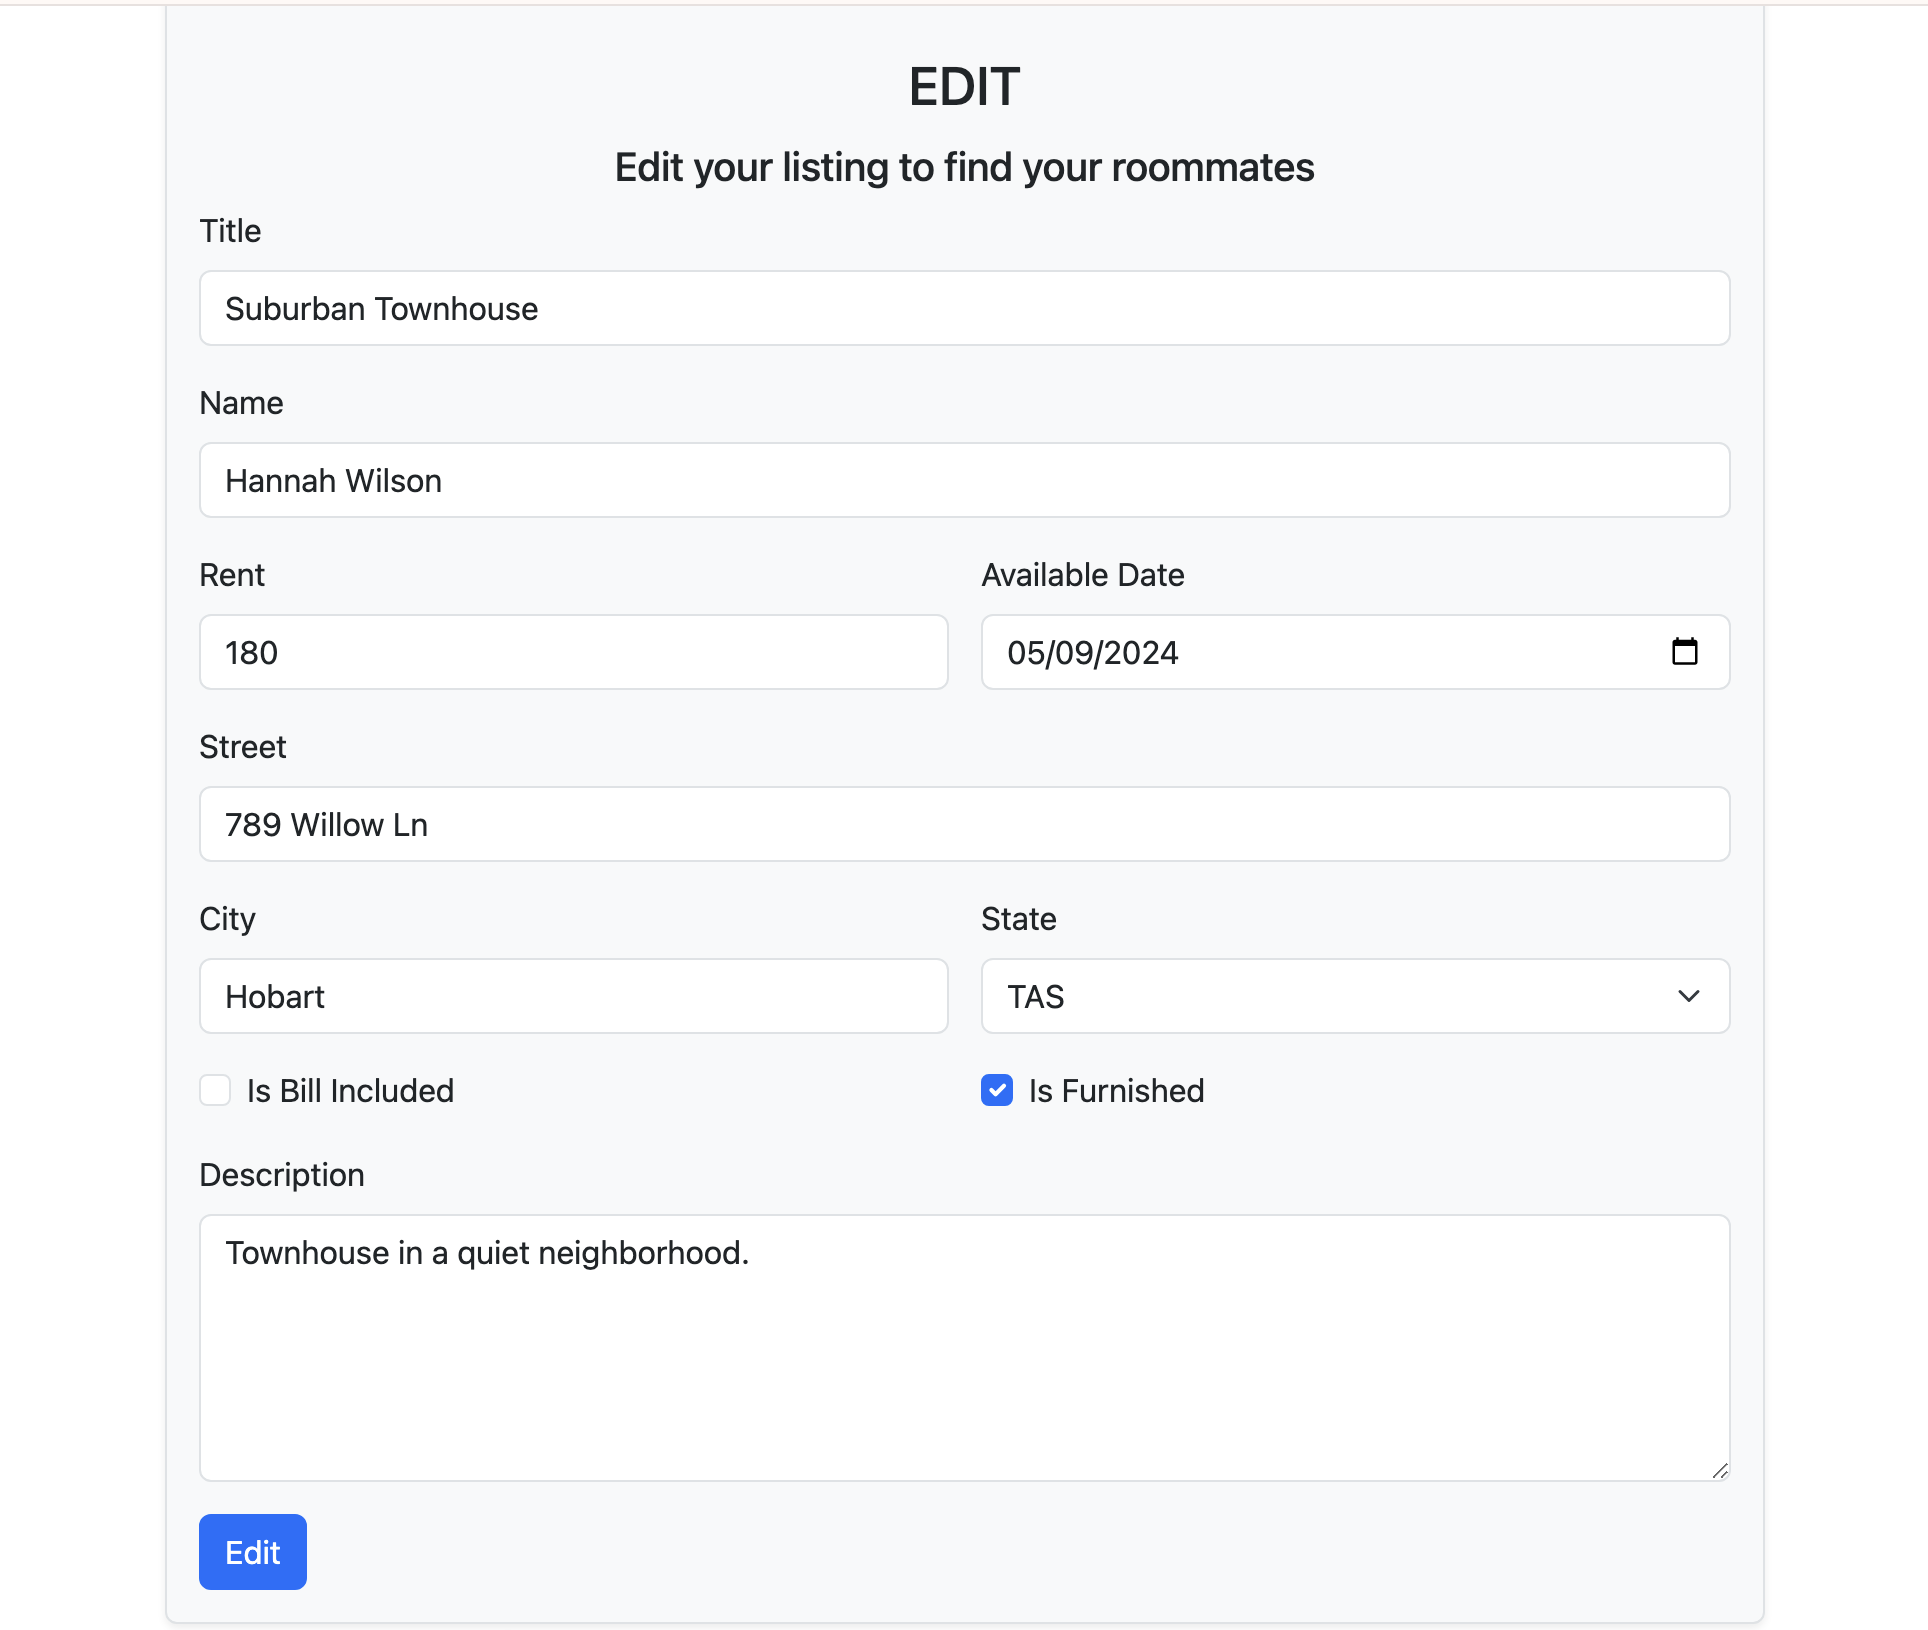 EDIT
Edit your listing to find your roommates
Title
Suburban Townhouse
Name
Hannah Wilson
Rent
Available Date
180
05/09/2024
Street
789 Willow Ln
City
State
Hobart
TAS
Is Bill Included
Is Furnished
Description
Townhouse in a quiet neighborhood.
Edit